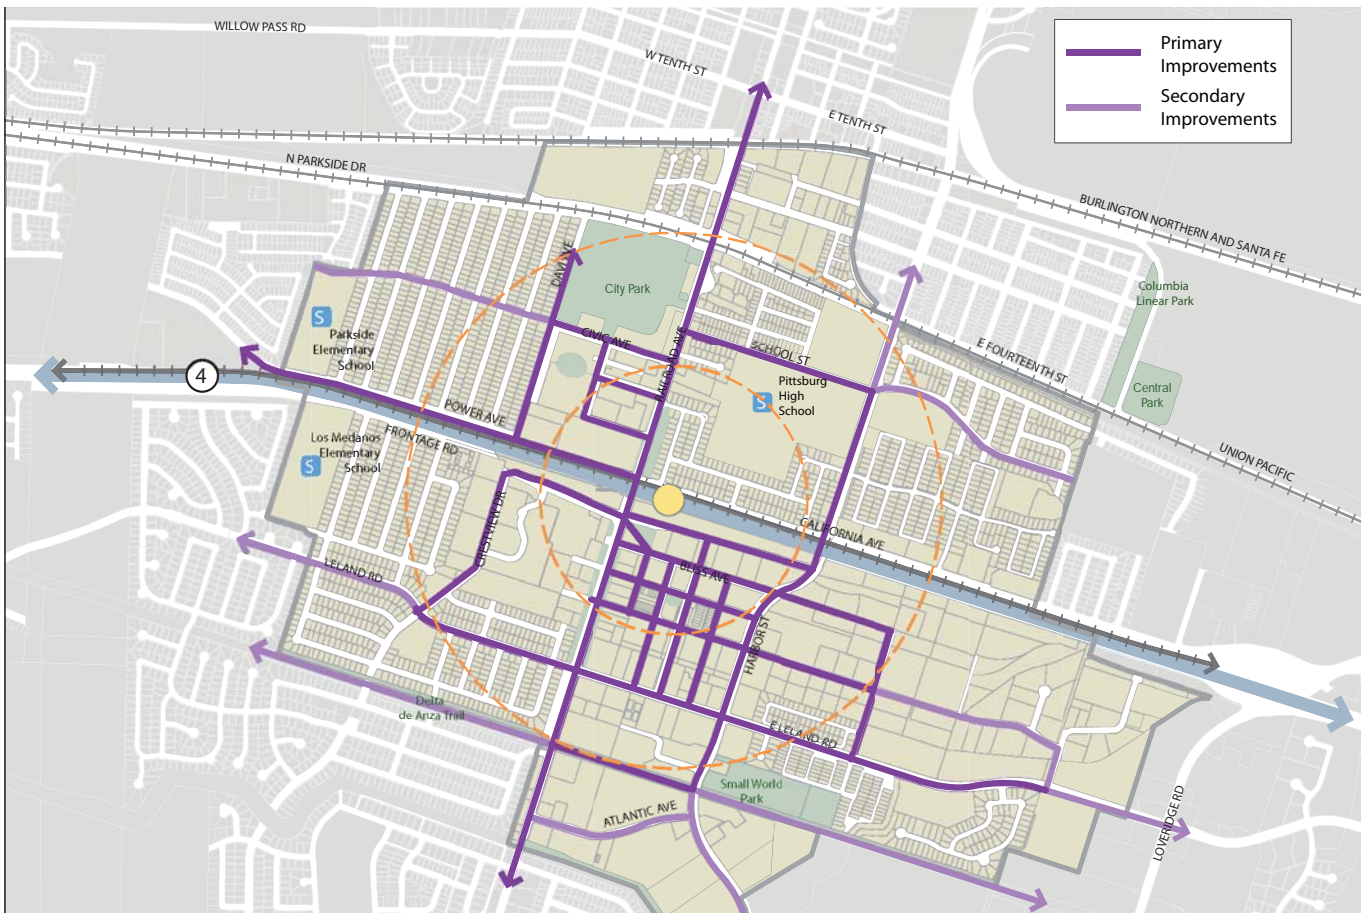 WILLOW PASS RD
W TENTH ST
Primary
Improvements
Secondary
Improvements
E TENTH ST
N PARKSIDE DR
BURLINGTON NORTHERN AND SANTA FE
DAVI AVE
City Park
Columbia
Linear Park
S
Parkside
Elementary
School
CIVIC AVE
RAILROAD AVE
SCHOOL ST
E FOURTEENTH ST
4
S
Pittsburg
High
School
Central
Park
POWER AVE
FRONTAGE RD
Los Medanos
Elementary
School
S
UNION PACIFIC
CRESTVIEW DR
CALIFORNIA AVE
LELAND RD
BLISS AVE
HARBOR ST
Delta
de Anza Trail
E LELAND RD
Small World
Park
ATLANTIC AVE
LOVERIDGE RD